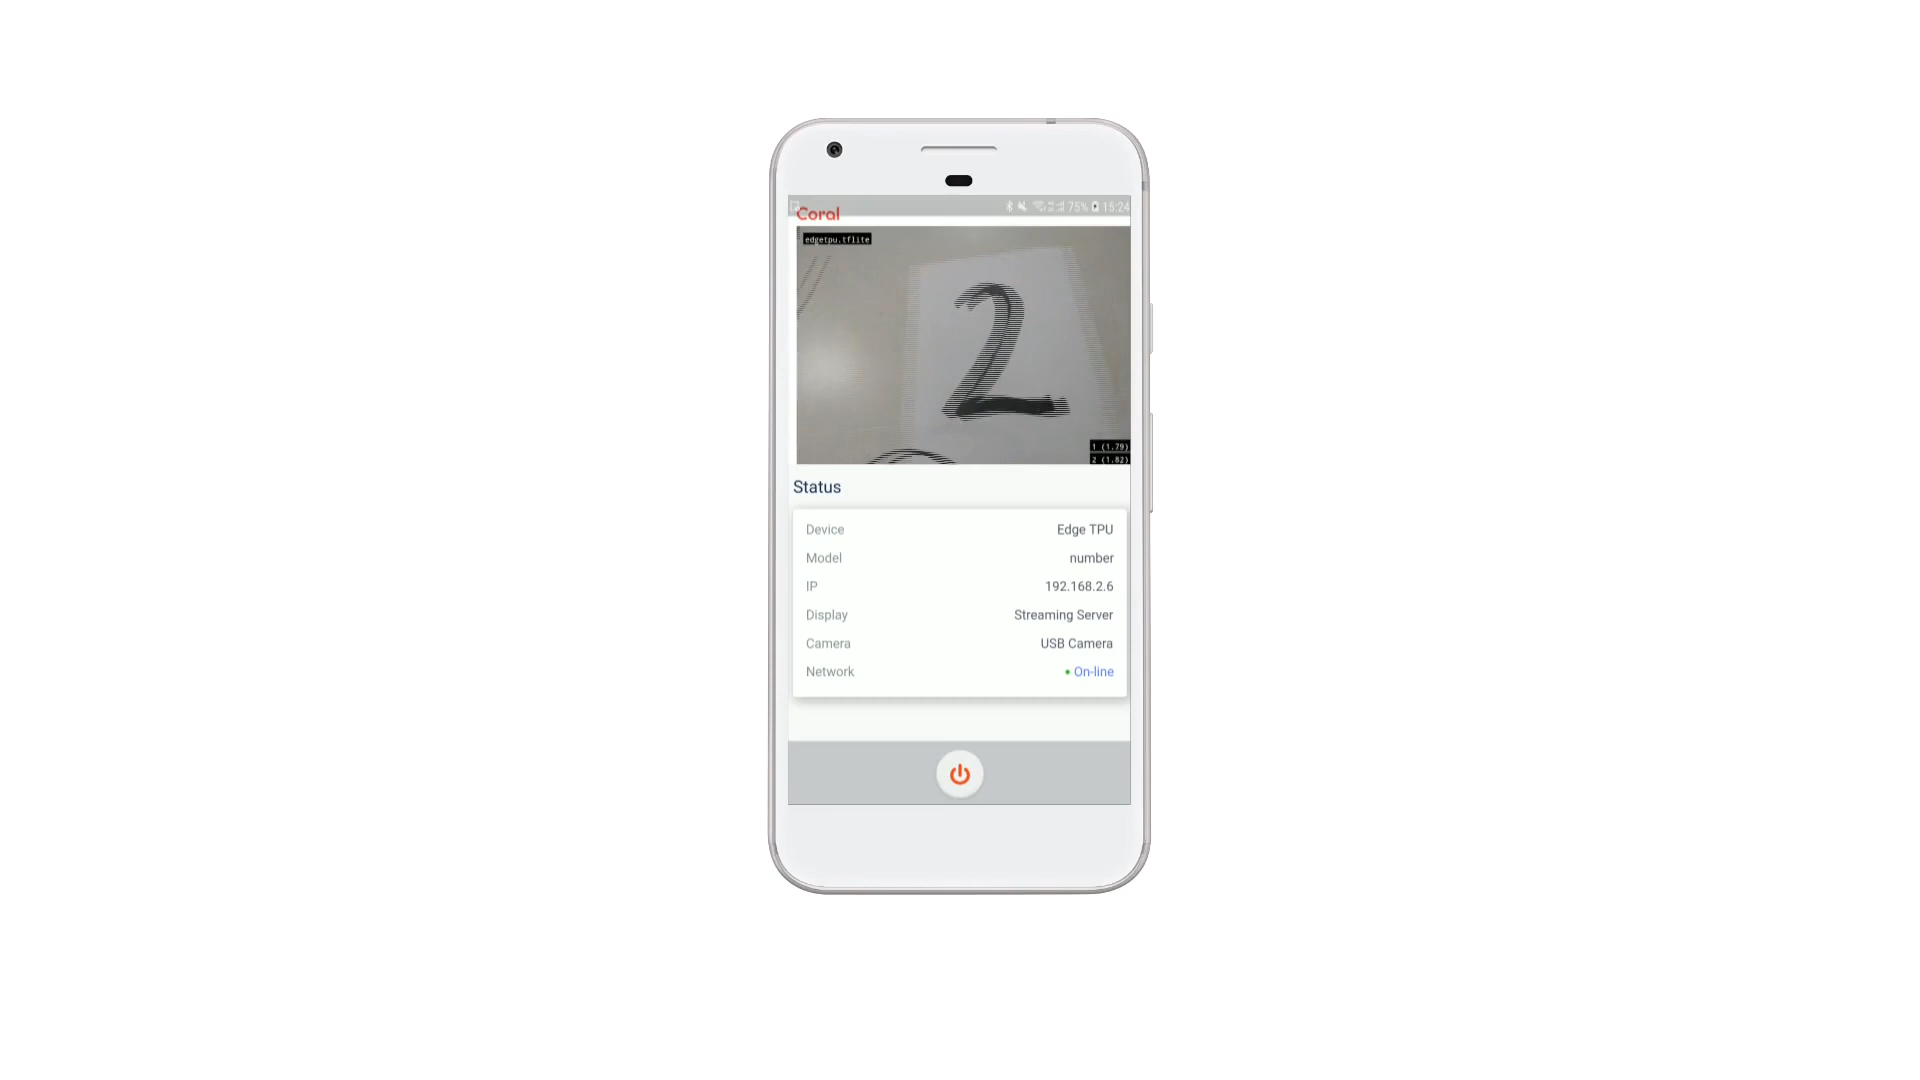 75% 15:24
Coral
edgetpu.tflite
2
1 (1.79)
2 (1.82)
Status
Device Edge TPU
Model number
IP 192.168.2.6
Display Streaming Server
Camera USB Camera
Network On-line